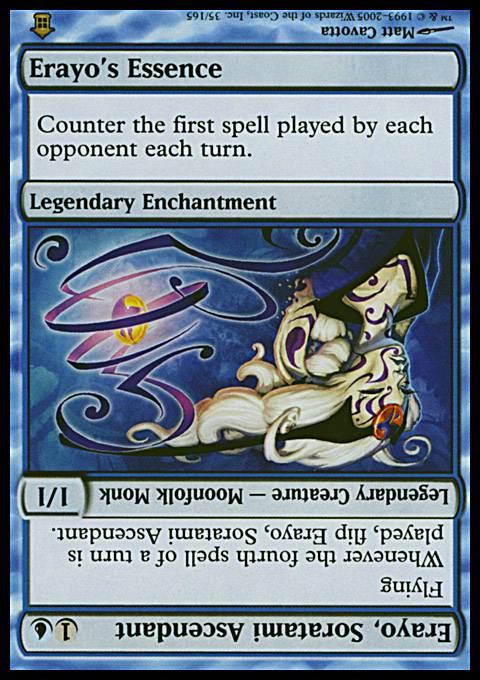 ™ & © 1993-2005 Wizards of the Coast, Inc. 35/165
Matt Cavotta
Erayo's Essence
Counter the first spell played by each
opponent each turn.
Legendary Enchantment
1/1
Legendary Creature — Moonfolk Monk
Flying
Whenever the fourth spell of a turn is
played, flip Erayo, Soratami Ascendant.
Erayo, Soratami Ascendant
1